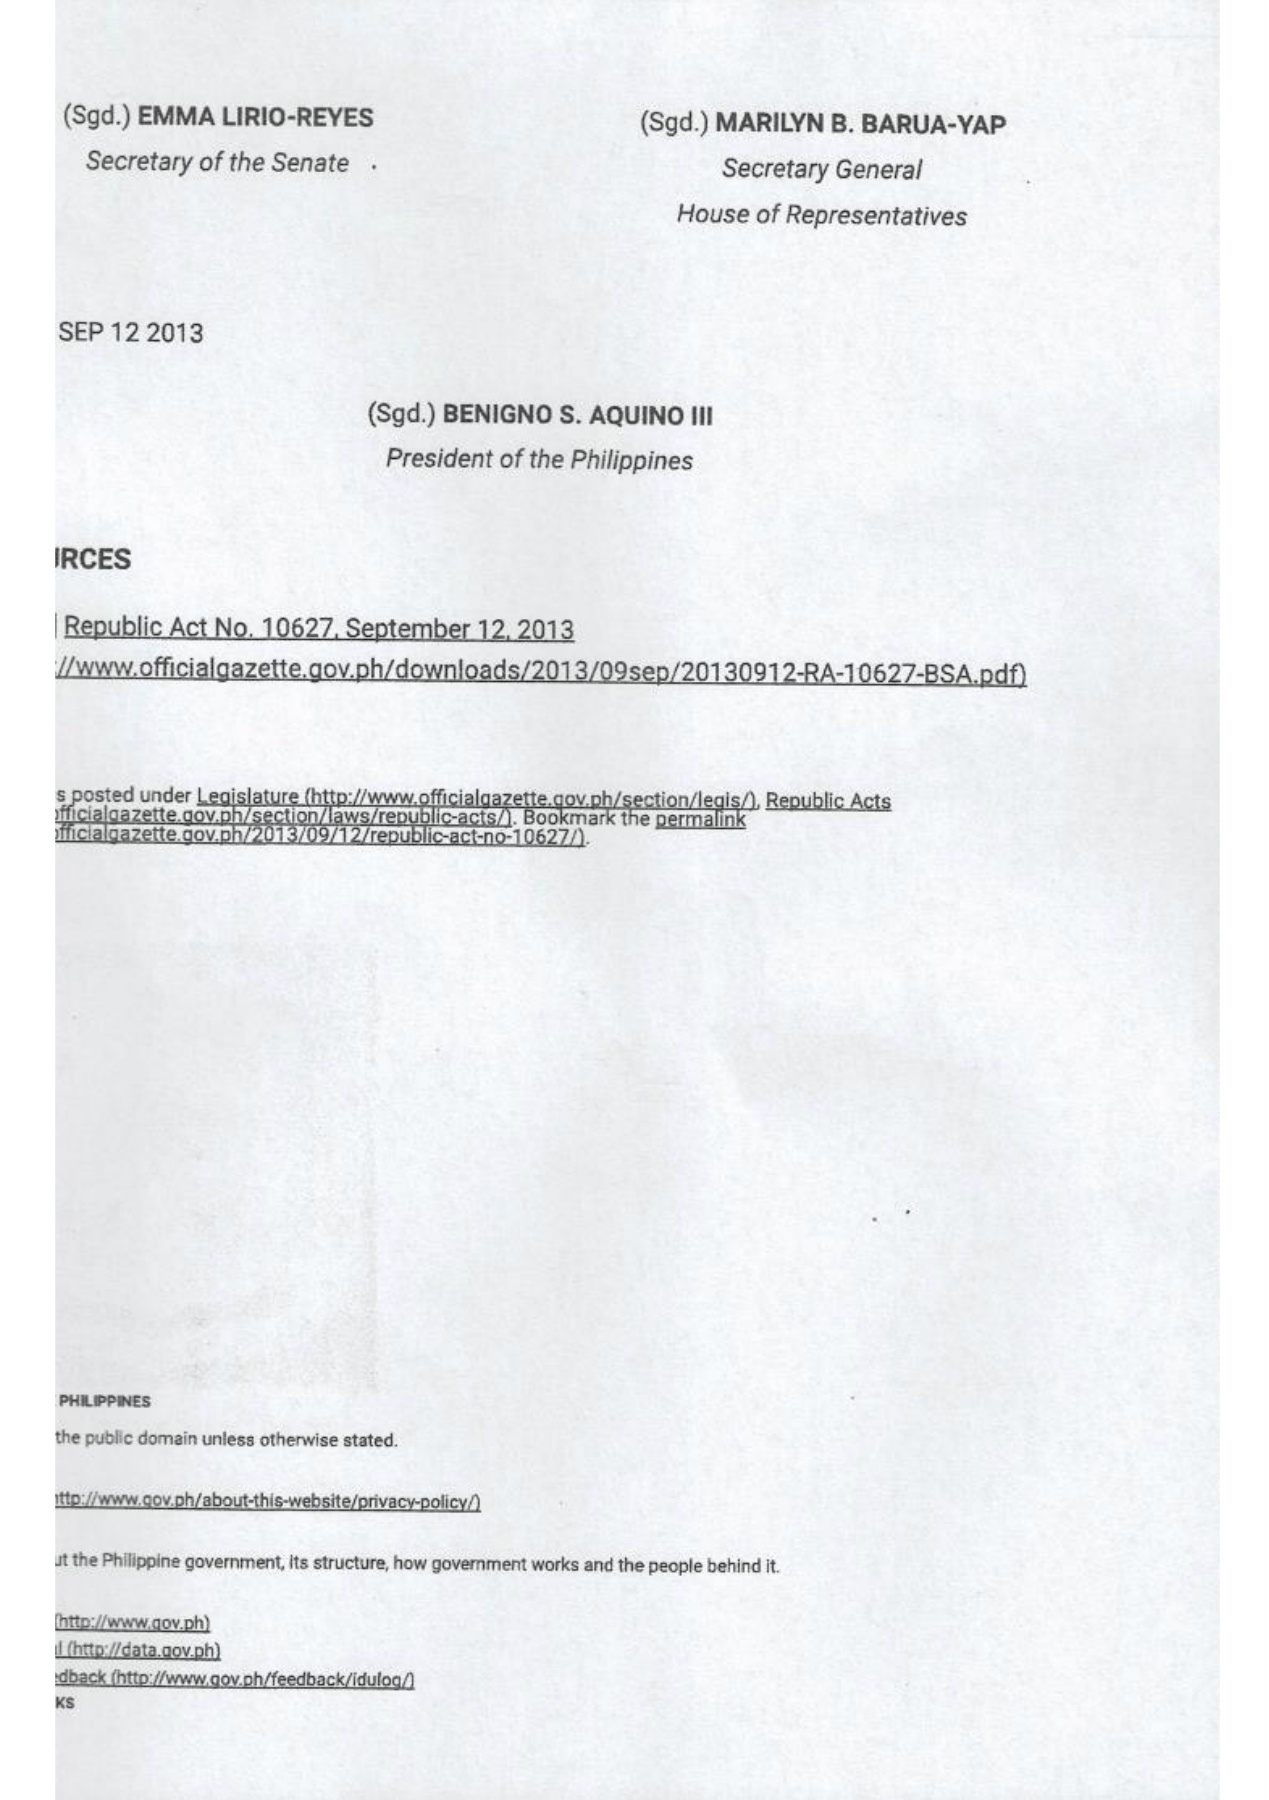 (Sgd.) EMMA LIRIO-REYES
Secretary of the Senate
(Sgd.) MARILYN B. BARUA-YAP
Secretary General
House of Representatives
SEP 12 2013
(Sgd.) BENIGNO S. AQUINO III
President of the Philippines
URCES
Republic Act No. 10627, September 12, 2013
://www.officialgazette.gov.ph/downloads/2013/09sep/20130912-RA-10627-BSA.pdf)
s posted under Legislature (http://www.officialgazette.gov.ph/section/legis/), Republic Acts
officialgazette.gov.ph/section/laws/republic-acts/). Bookmark the permalink
officialgazette.gov.ph/2013/09/12/republic-act-no-10627/).
PHILIPPINES
the public domain unless otherwise stated.
http://www.gov.ph/about-this-website/privacy-policy/)
ut the Philippine government, its structure, how government works and the people behind it.
(http://www.gov.ph)
l (http://data.gov.ph)
edback (http://www.gov.ph/feedback/idulog/)
KS